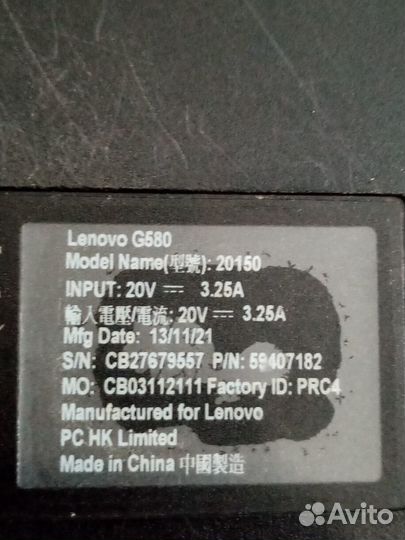 Lenovo G580
Model Name(型號): 20150
INPUT: 20V ⎓ 3.25A
輸入電壓/電流: 20V ⎓ 3.25A
Mfg Date: 13/11/21
S/N: CB27679557 P/N: 59407182
MO: CB03112111 Factory ID: PRC4
Manufactured for Lenovo
PC HK Limited
Made in China 中國製造
Avito